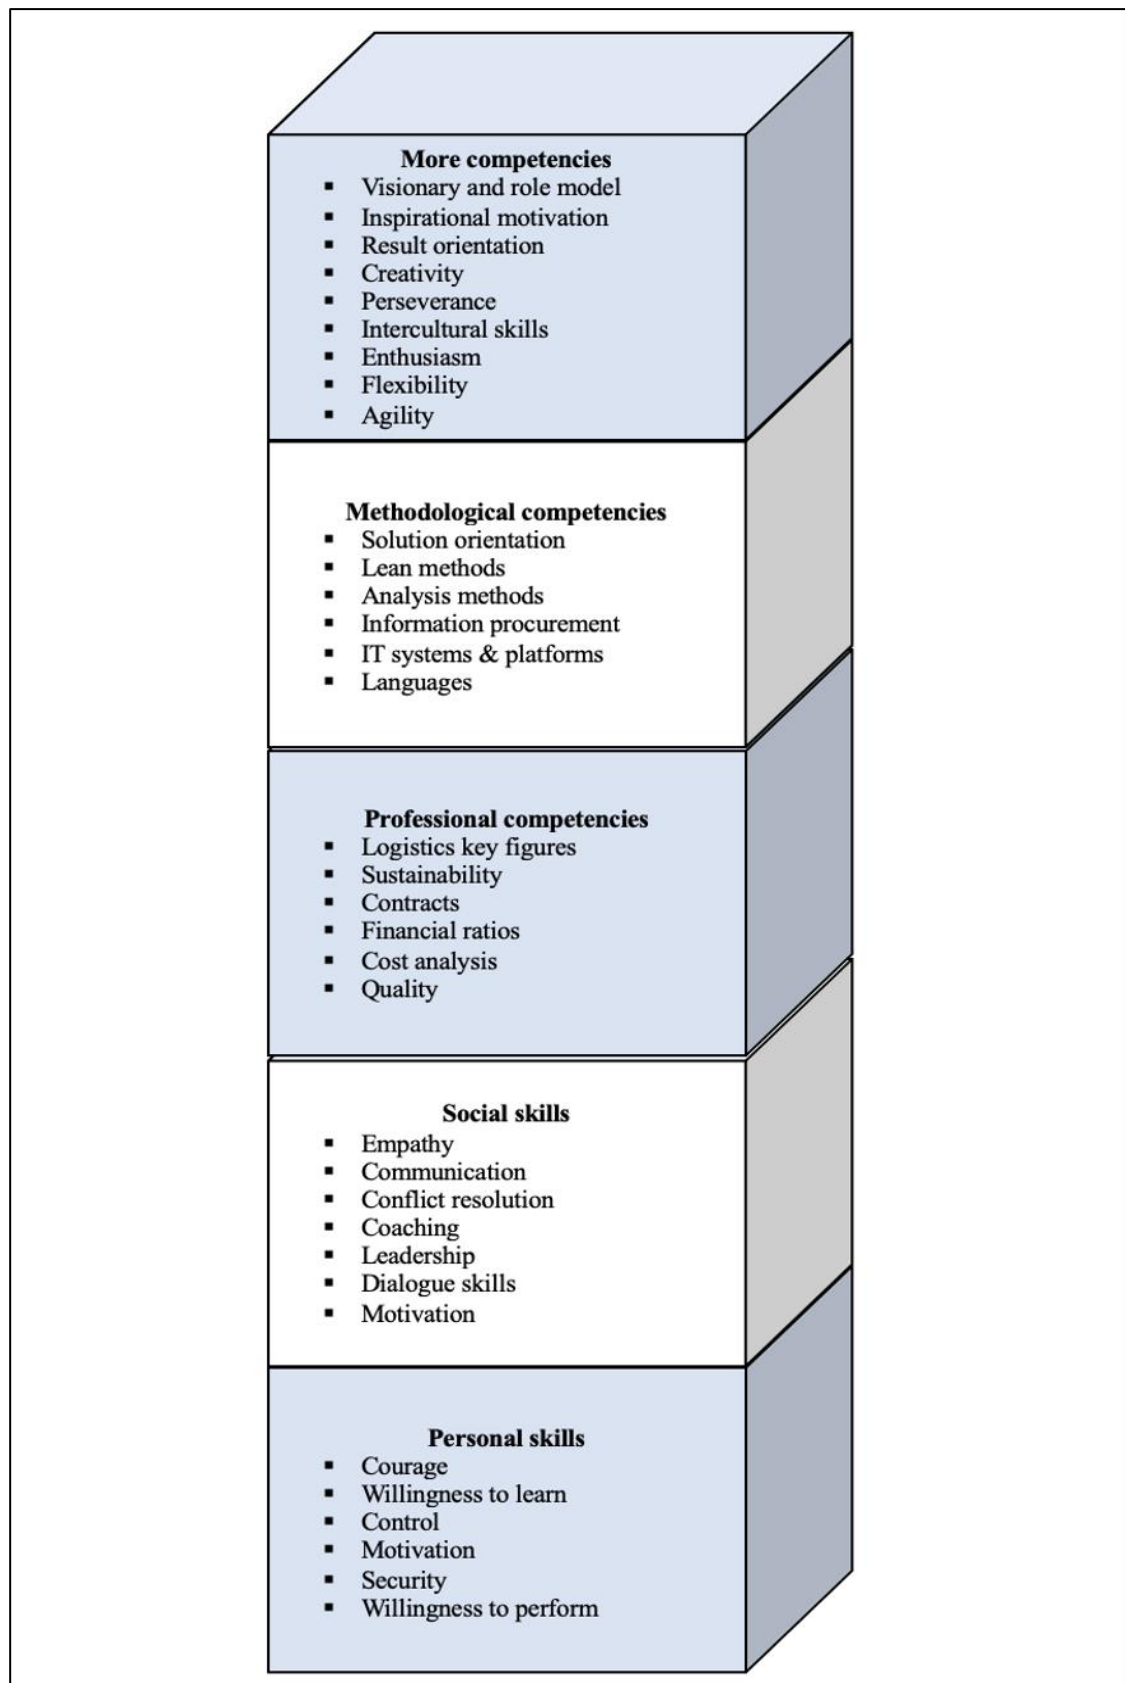 More competencies
▪ Visionary and role model
▪ Inspirational motivation
▪ Result orientation
▪ Creativity
▪ Perseverance
▪ Intercultural skills
▪ Enthusiasm
▪ Flexibility
▪ Agility
Methodological competencies
▪ Solution orientation
▪ Lean methods
▪ Analysis methods
▪ Information procurement
▪ IT systems & platforms
▪ Languages
Professional competencies
▪ Logistics key figures
▪ Sustainability
▪ Contracts
▪ Financial ratios
▪ Cost analysis
▪ Quality
Social skills
▪ Empathy
▪ Communication
▪ Conflict resolution
▪ Coaching
▪ Leadership
▪ Dialogue skills
▪ Motivation
Personal skills
▪ Courage
▪ Willingness to learn
▪ Control
▪ Motivation
▪ Security
▪ Willingness to perform